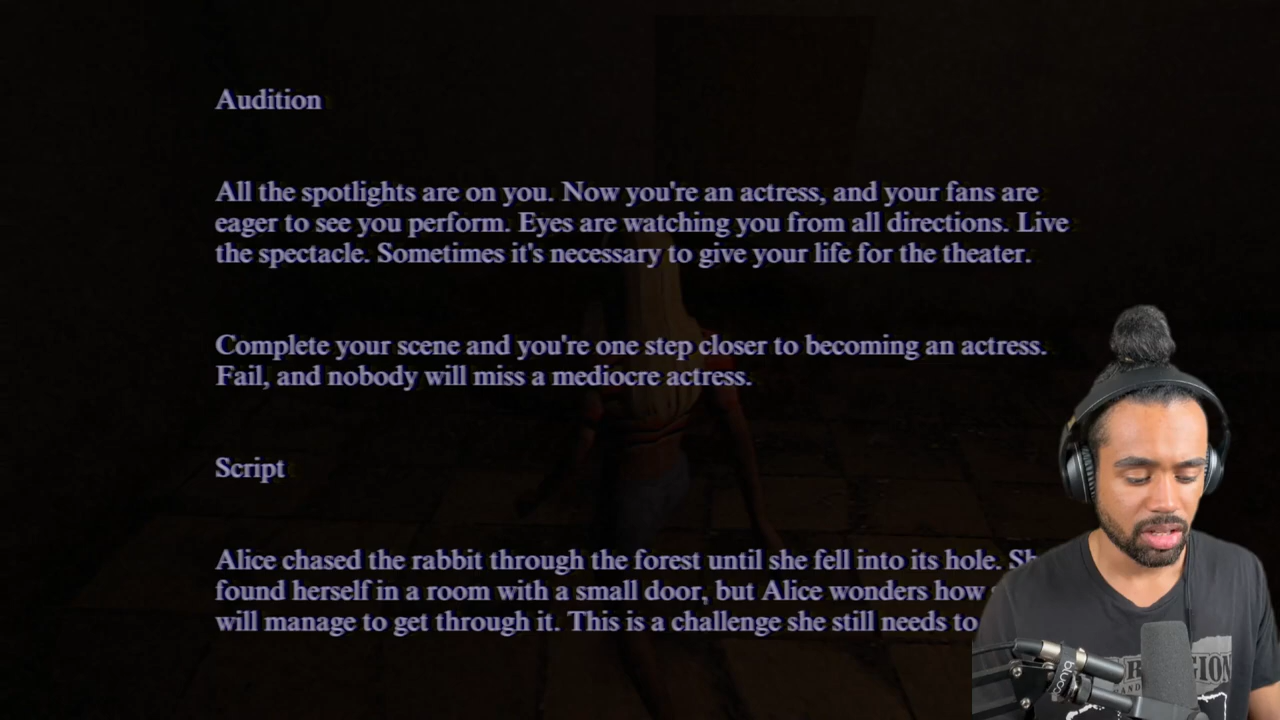 Audition
All the spotlights are on you. Now you're an actress, and your fans are
eager to see you perform. Eyes are watching you from all directions. Live
the spectacle. Sometimes it's necessary to give your life for the theater.
Complete your scene and you're one step closer to becoming an actress.
Fail, and nobody will miss a mediocre actress.
Script
Alice chased the rabbit through the forest until she fell into its hole.
found herself in a room with a small door, but Alice wonders how
will manage to get through it. This is a challenge she still needs to
blue